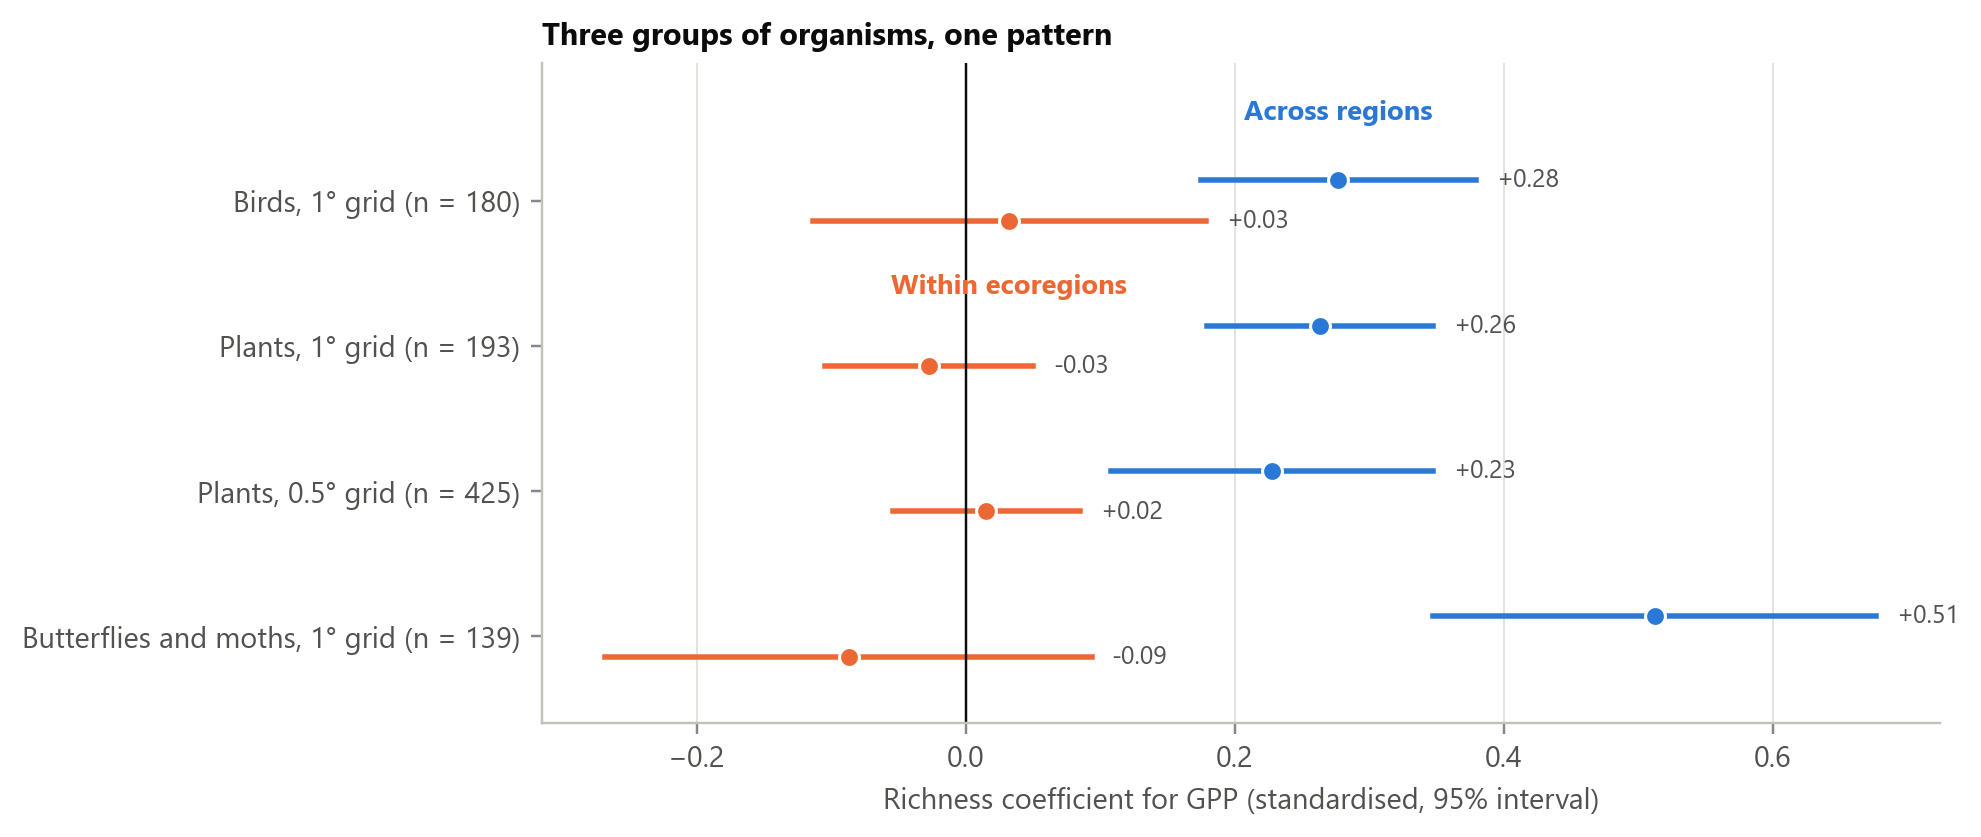 Three groups of organisms, one pattern
Across regions
Birds, 1° grid (n = 180)
+0.28
+0.03
Within ecoregions
Plants, 1° grid (n = 193)
+0.26
-0.03
Plants, 0.5° grid (n = 425)
+0.23
+0.02
Butterflies and moths, 1° grid (n = 139)
+0.51
-0.09
−0.2 0.0 0.2 0.4 0.6
Richness coefficient for GPP (standardised, 95% interval)